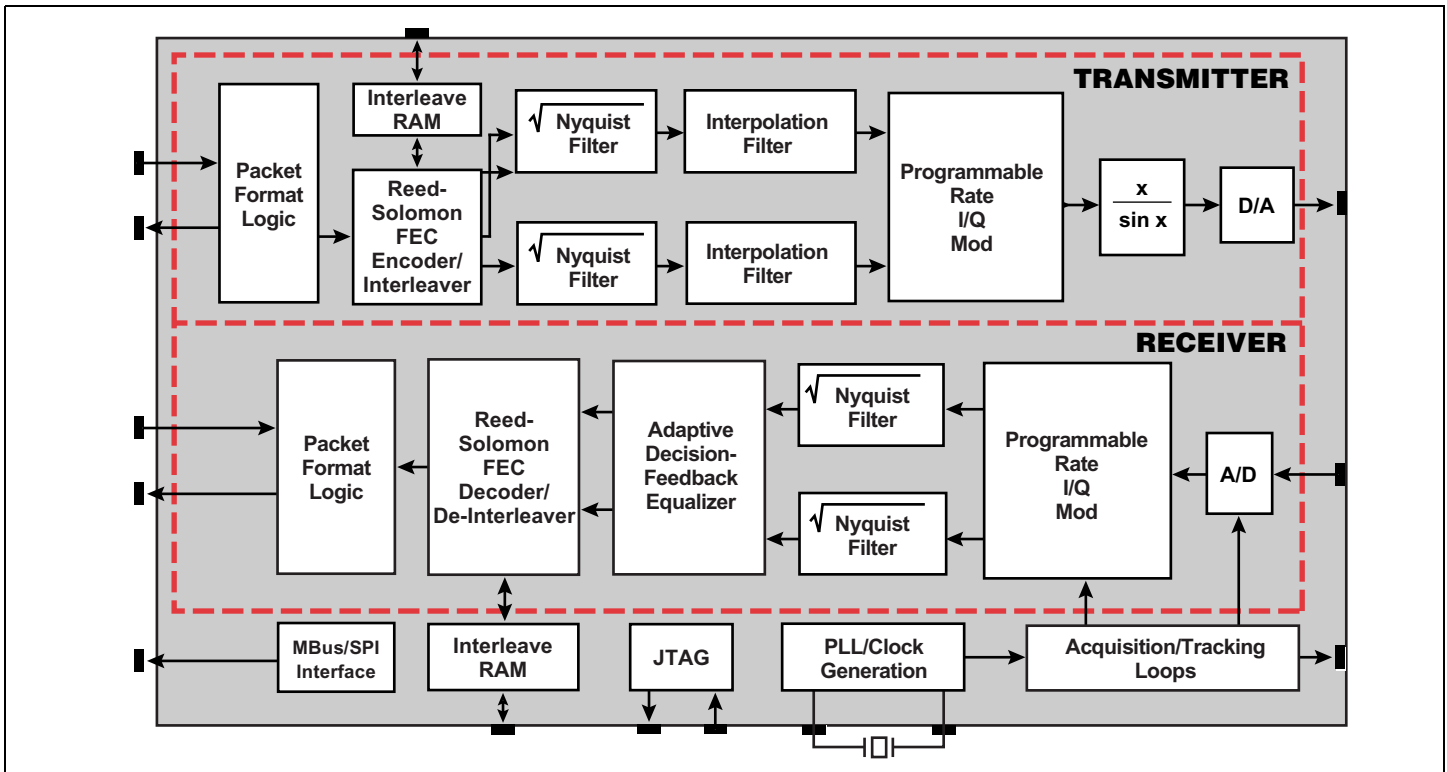 TRANSMITTER
Interleave
RAM
Packet
Format
Logic
Reed-
Solomon
FEC
Encoder/
Interleaver
√ Nyquist
Filter
Interpolation
Filter
√ Nyquist
Filter
Interpolation
Filter
Programmable
Rate
I/Q
Mod
x
sin x
D/A
RECEIVER
Packet
Format
Logic
Reed-
Solomon
FEC
Decoder/
De-Interleaver
Adaptive
Decision-
Feedback
Equalizer
√ Nyquist
Filter
√ Nyquist
Filter
Programmable
Rate
I/Q
Mod
A/D
MBus/SPI
Interface
Interleave
RAM
JTAG
PLL/Clock
Generation
Acquisition/Tracking
Loops